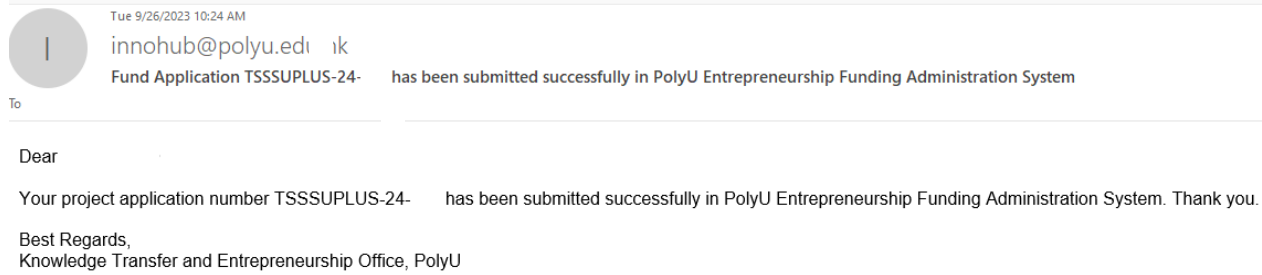 Tue 9/26/2023 10:24 AM
I
innohub@polyu.edu hk
Fund Application TSSSUPLUS-24- has been submitted successfully in PolyU Entrepreneurship Funding Administration System
To
Dear
Your project application number TSSSUPLUS-24- has been submitted successfully in PolyU Entrepreneurship Funding Administration System. Thank you.
Best Regards,
Knowledge Transfer and Entrepreneurship Office, PolyU